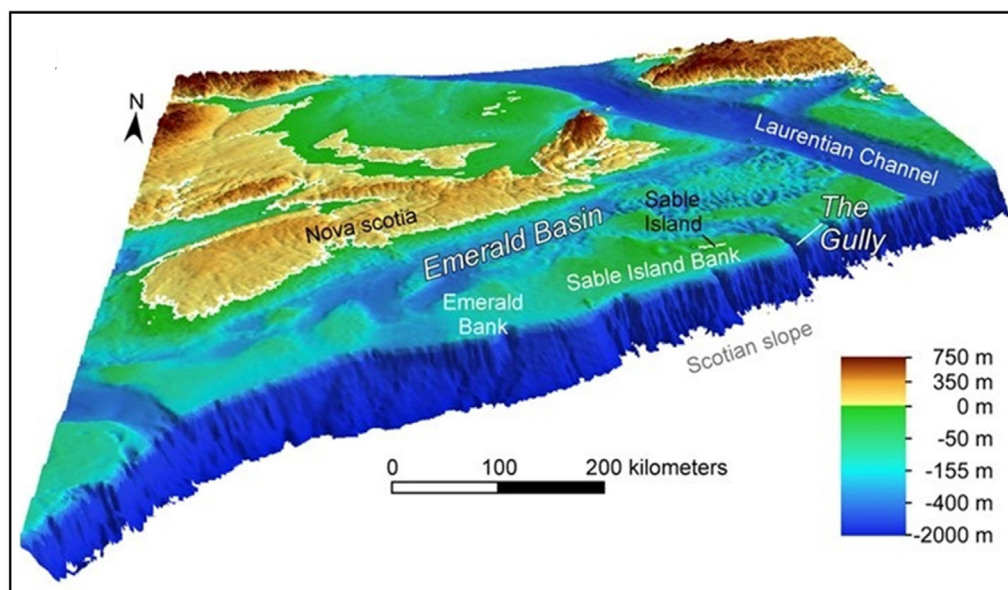 N
Laurentian Channel
Nova scotia
Emerald Basin
Sable
Island
The
Gully
Sable Island Bank
Emerald
Bank
Scotian slope
750 m
350 m
0 m
-50 m
-155 m
-400 m
-2000 m
0 100 200 kilometers